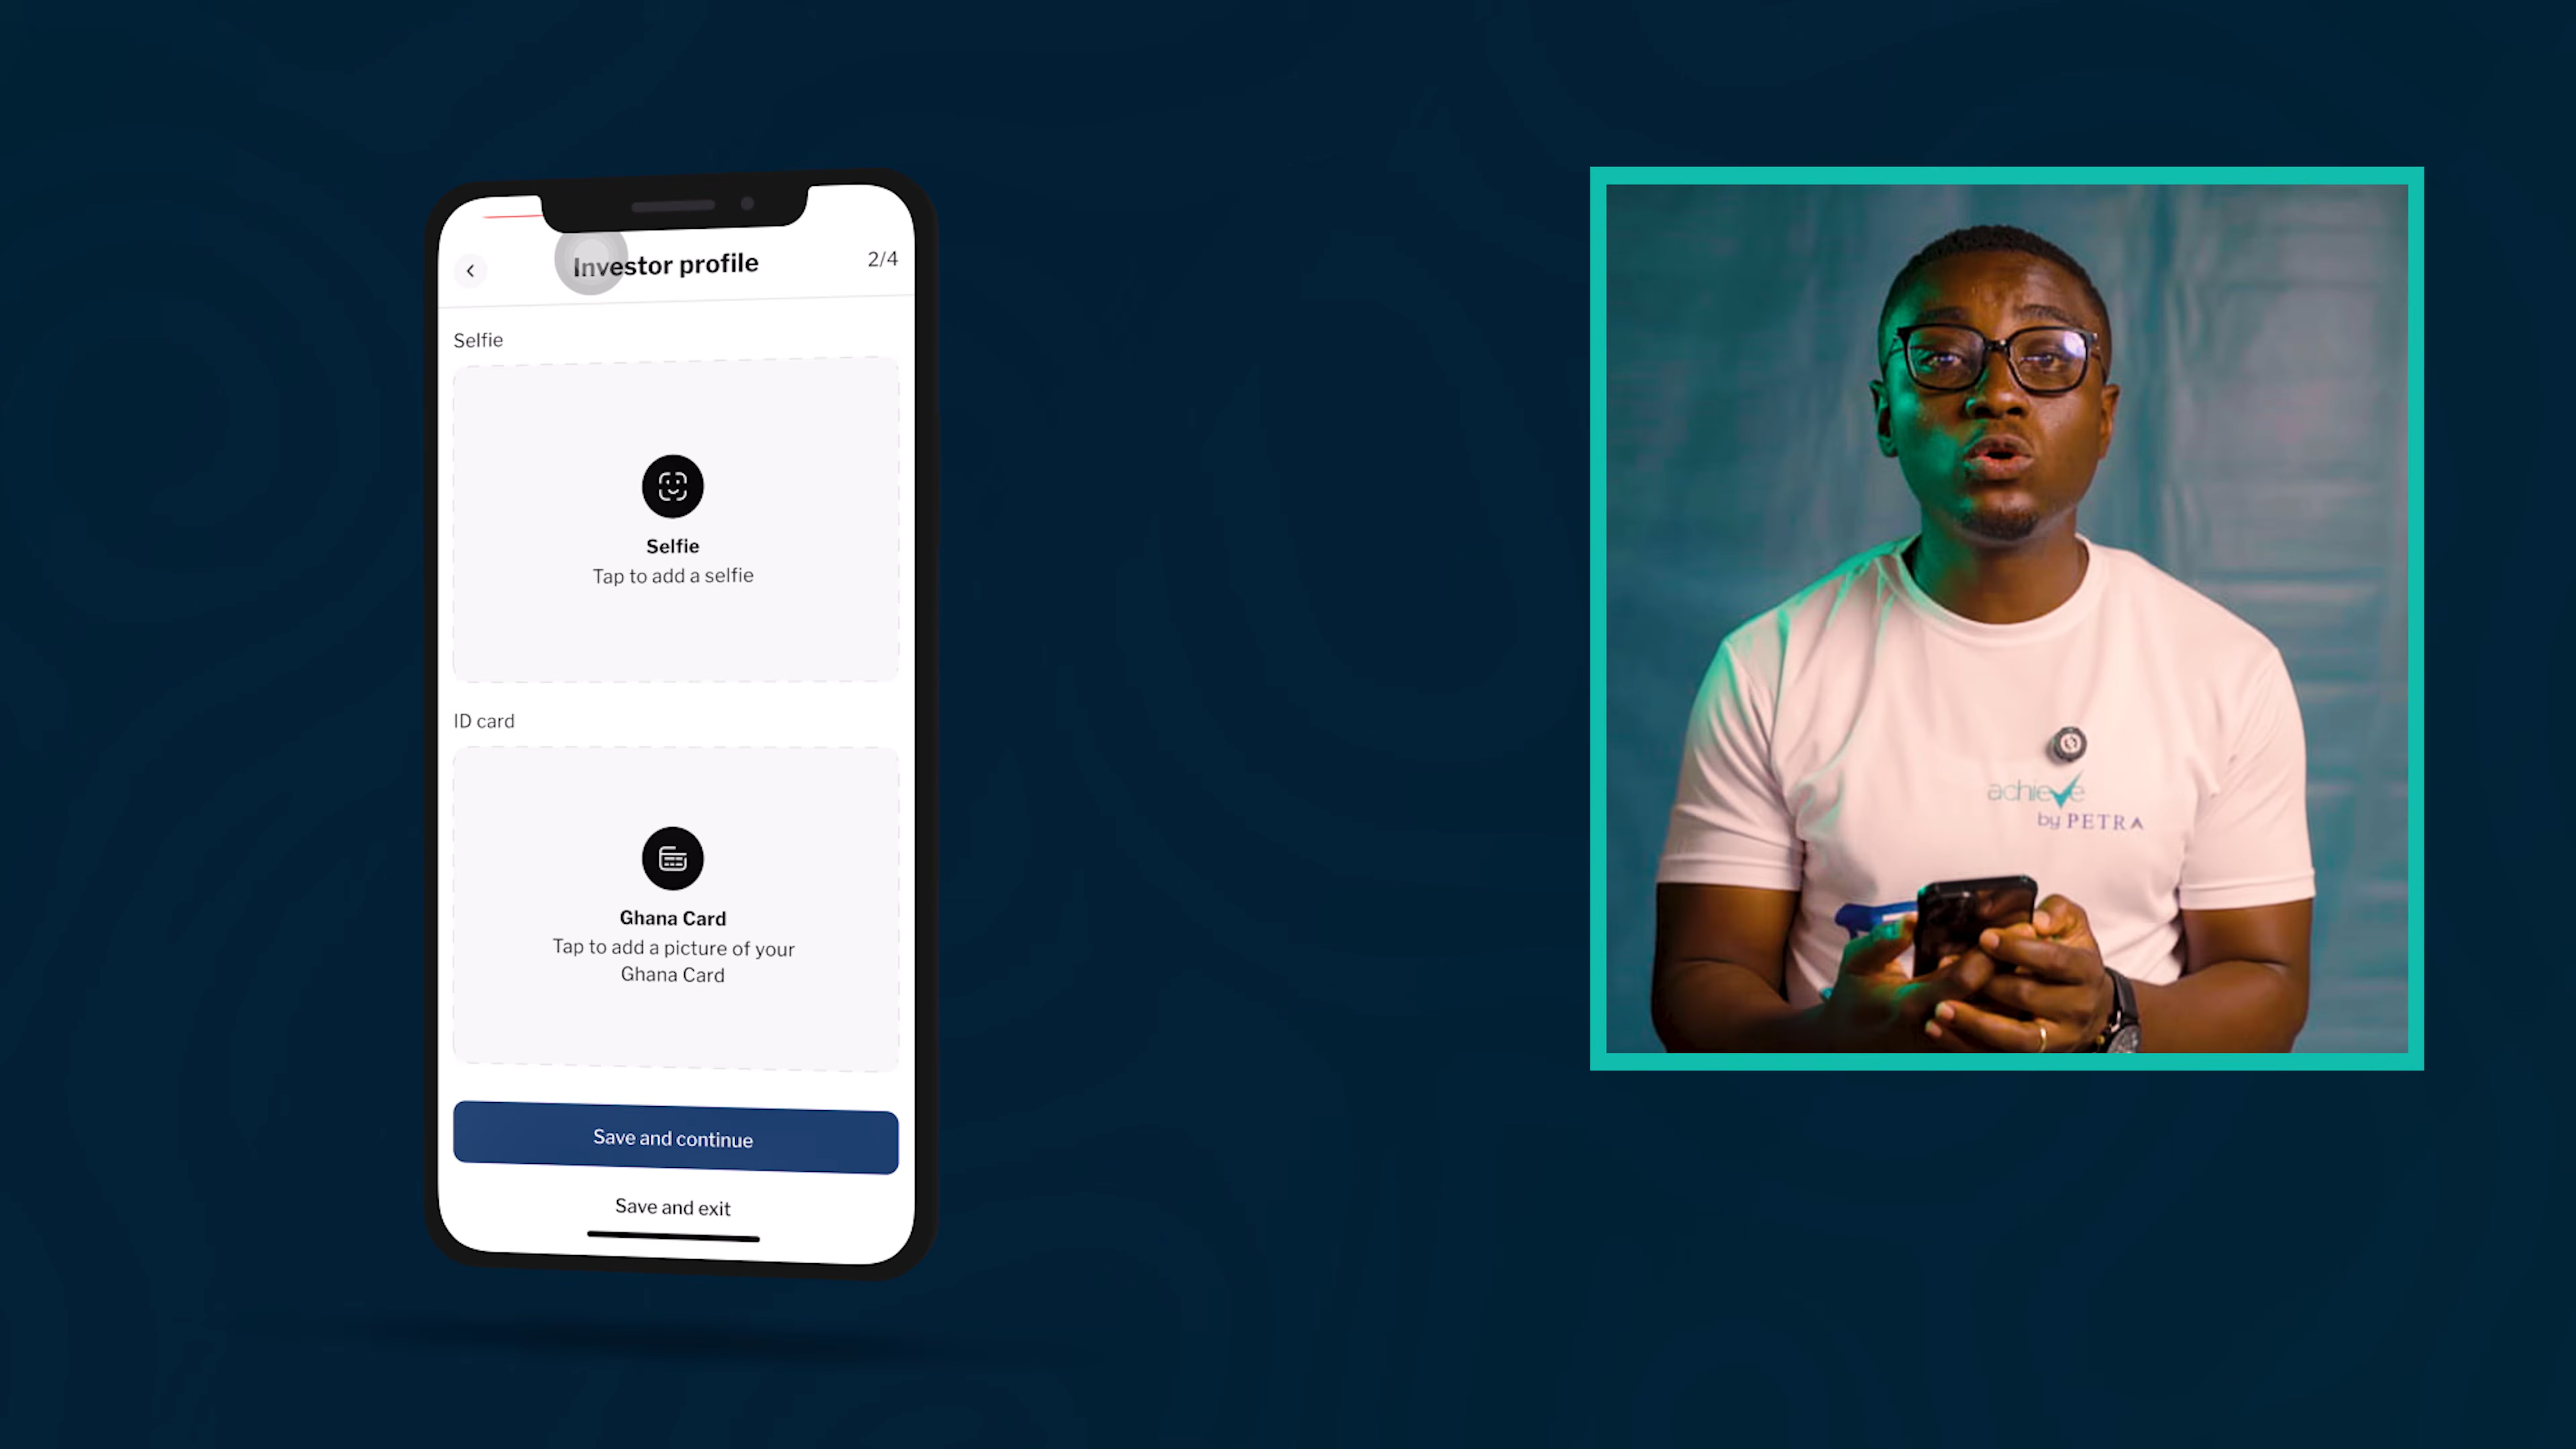 Investor profile
2/4
Selfie
Selfie
Tap to add a selfie
ID card
Ghana Card
Tap to add a picture of your
Ghana Card
Save and continue
Save and exit
achieve
by PETRA